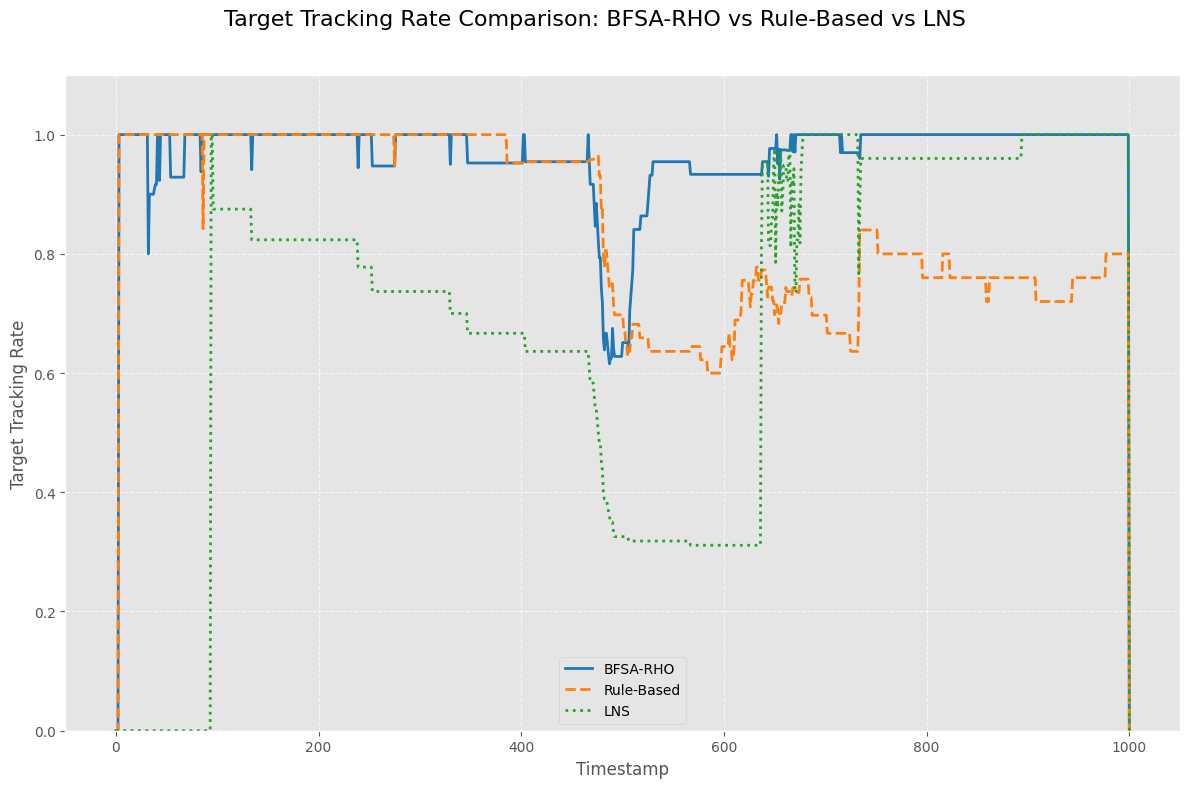 Target Tracking Rate Comparison: BFSA-RHO vs Rule-Based vs LNS
Target Tracking Rate
1.0
0.8
0.6
0.4
0.2
0.0
BFSA-RHO
Rule-Based
LNS
0
200
400
600
800
1000
Timestamp